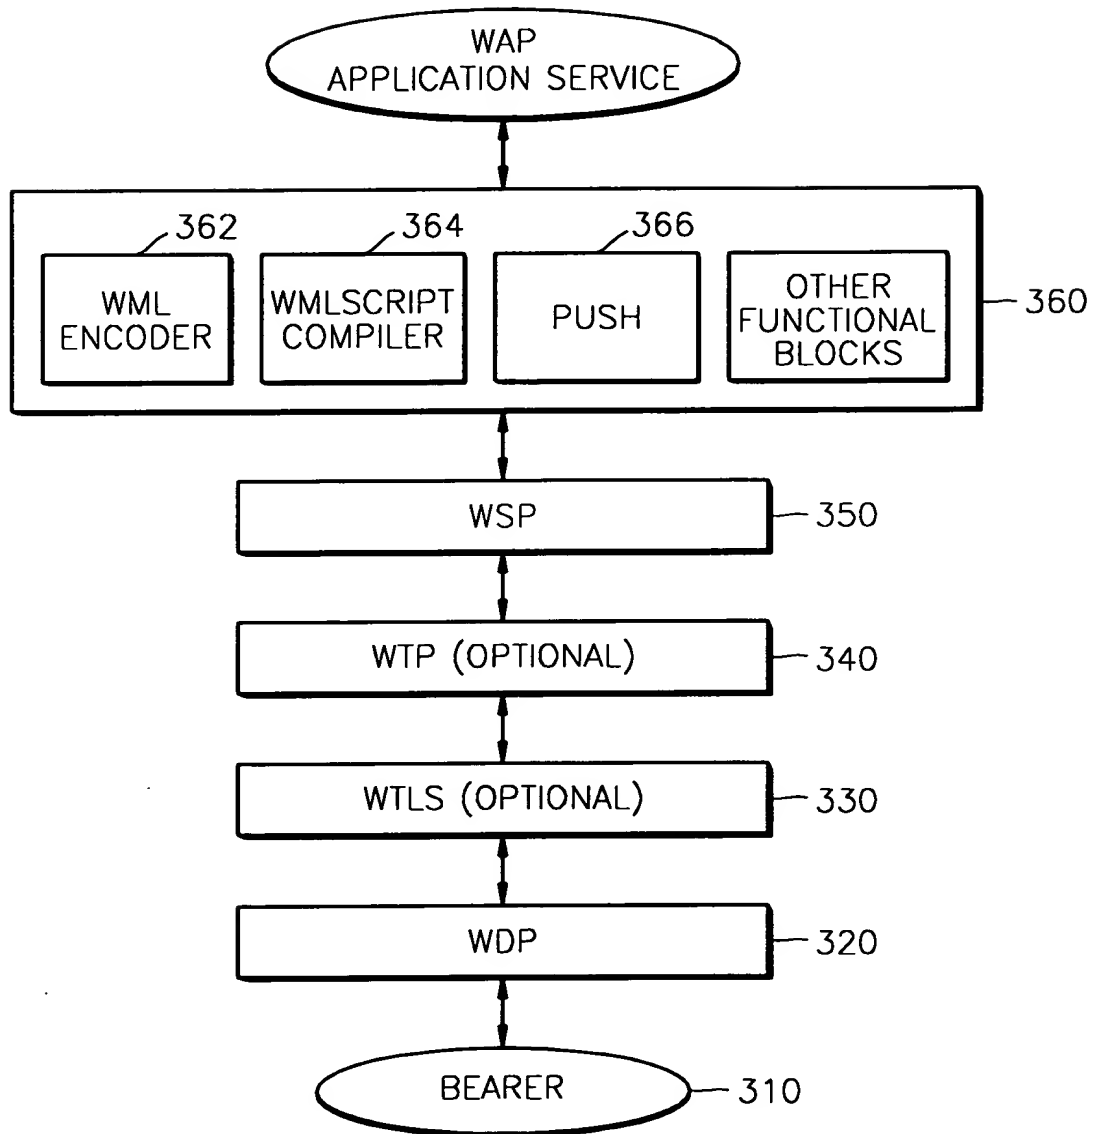 WAP
APPLICATION SERVICE
362
364
366
WML
ENCODER
WMLSCRIPT
COMPILER
PUSH
OTHER
FUNCTIONAL
BLOCKS
360
WSP
350
WTP (OPTIONAL)
340
WTLS (OPTIONAL)
330
WDP
320
BEARER
310